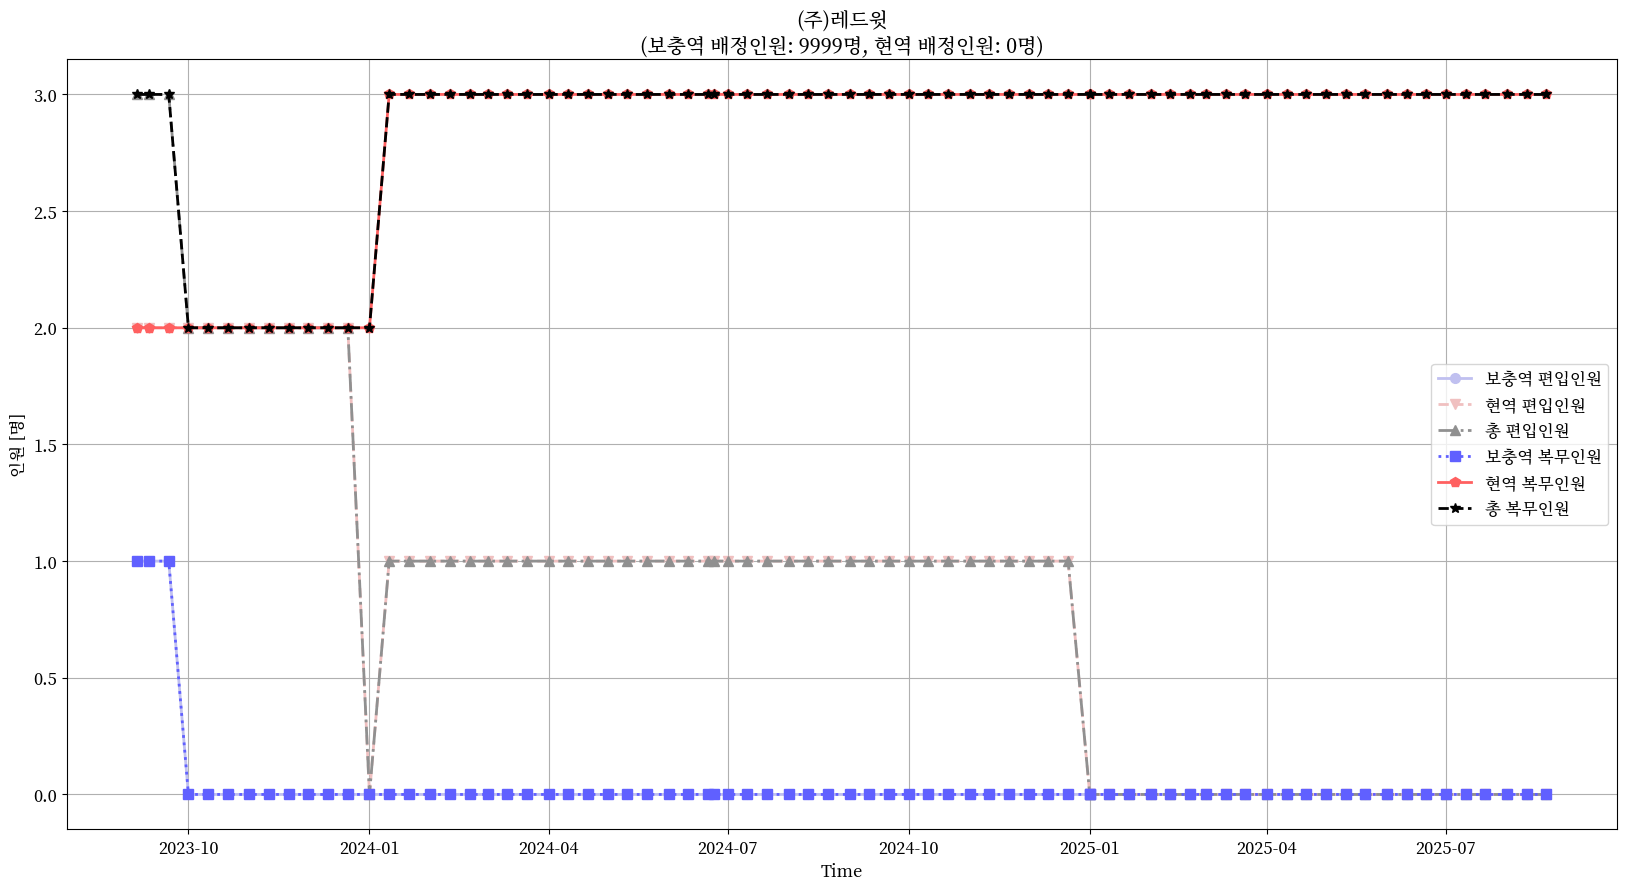 (주)레드윗
(보충역 배정인원: 9999명, 현역 배정인원: 0명)
3.0
2.5
2.0
1.5
1.0
0.5
0.0
인원 [명]
보충역 편입인원
현역 편입인원
총 편입인원
보충역 복무인원
현역 복무인원
총 복무인원
2023-10
2024-01
2024-04
2024-07
2024-10
2025-01
2025-04
2025-07
Time